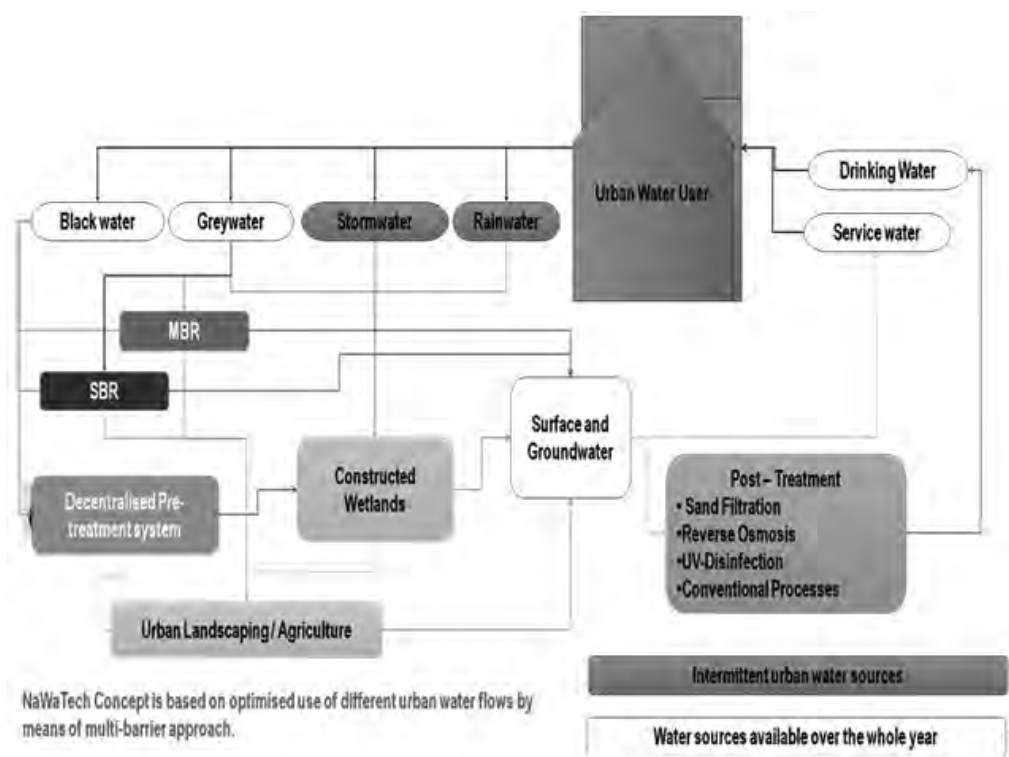 Urban Water User
Drinking Water
Service water
Black water
Greywater
Stormwater
Rainwater
MBR
SBR
Surface and
Groundwater
Constructed
Wetlands
Decentralised Pre-
treatment system
Post – Treatment
• Sand Filtration
•Reverse Osmosis
•UV-Disinfection
•Conventional Processes
Urban Landscaping / Agriculture
Intermittent urban water sources
NaWaTech Concept is based on optimised use of different urban water flows by
means of multi-barrier approach.
Water sources available over the whole year